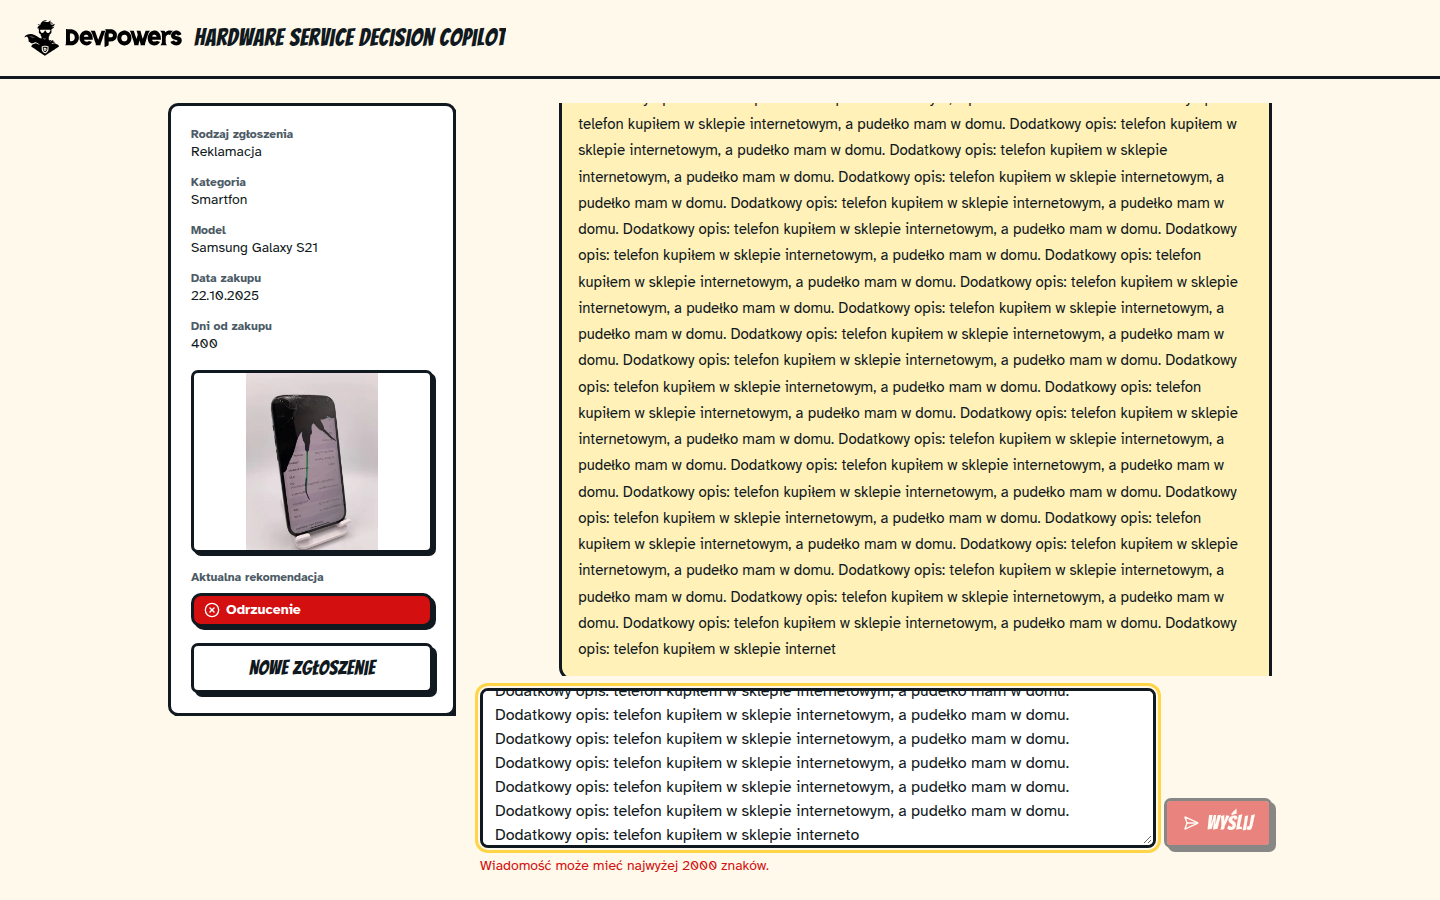 DevPowers HARDWARE SERVICE DECISION COPILOT
Rodzaj zgłoszenia
Reklamacja
Kategoria
Smartfon
Model
Samsung Galaxy S21
Data zakupu
22.10.2025
Dni od zakupu
400
Aktualna rekomendacja
Odrzucenie
NOWE ZGŁOSZENIE
telefon kupiłem w sklepie internetowym, a pudełko mam w domu. Dodatkowy opis: telefon kupiłem w
sklepie internetowym, a pudełko mam w domu. Dodatkowy opis: telefon kupiłem w sklepie
internetowym, a pudełko mam w domu. Dodatkowy opis: telefon kupiłem w sklepie internetowym, a
pudełko mam w domu. Dodatkowy opis: telefon kupiłem w sklepie internetowym, a pudełko mam w
domu. Dodatkowy opis: telefon kupiłem w sklepie internetowym, a pudełko mam w domu. Dodatkowy
opis: telefon kupiłem w sklepie internetowym, a pudełko mam w domu. Dodatkowy opis: telefon
kupiłem w sklepie internetowym, a pudełko mam w domu. Dodatkowy opis: telefon kupiłem w sklepie
internetowym, a pudełko mam w domu. Dodatkowy opis: telefon kupiłem w sklepie internetowym, a
pudełko mam w domu. Dodatkowy opis: telefon kupiłem w sklepie internetowym, a pudełko mam w
domu. Dodatkowy opis: telefon kupiłem w sklepie internetowym, a pudełko mam w domu. Dodatkowy
opis: telefon kupiłem w sklepie internetowym, a pudełko mam w domu. Dodatkowy opis: telefon
kupiłem w sklepie internetowym, a pudełko mam w domu. Dodatkowy opis: telefon kupiłem w sklepie
internetowym, a pudełko mam w domu. Dodatkowy opis: telefon kupiłem w sklepie internetowym, a
pudełko mam w domu. Dodatkowy opis: telefon kupiłem w sklepie internetowym, a pudełko mam w
domu. Dodatkowy opis: telefon kupiłem w sklepie internetowym, a pudełko mam w domu. Dodatkowy
opis: telefon kupiłem w sklepie internetowym, a pudełko mam w domu. Dodatkowy opis: telefon
kupiłem w sklepie internetowym, a pudełko mam w domu. Dodatkowy opis: telefon kupiłem w sklepie
internetowym, a pudełko mam w domu. Dodatkowy opis: telefon kupiłem w sklepie internetowym, a
pudełko mam w domu. Dodatkowy opis: telefon kupiłem w sklepie internetowym, a pudełko mam w
domu. Dodatkowy opis: telefon kupiłem w sklepie internetowym, a pudełko mam w domu. Dodatkowy
opis: telefon kupiłem w sklepie internet
Dodatkowy opis: telefon kupiłem w sklepie internetowym, a pudełko mam w domu.
Dodatkowy opis: telefon kupiłem w sklepie internetowym, a pudełko mam w domu.
Dodatkowy opis: telefon kupiłem w sklepie internetowym, a pudełko mam w domu.
Dodatkowy opis: telefon kupiłem w sklepie internetowym, a pudełko mam w domu.
Dodatkowy opis: telefon kupiłem w sklepie internetowym, a pudełko mam w domu.
Dodatkowy opis: telefon kupiłem w sklepie internetowym, a pudełko mam w domu.
Dodatkowy opis: telefon kupiłem w sklepie interneto
WYŚLIJ
Wiadomość może mieć najwyżej 2000 znaków.